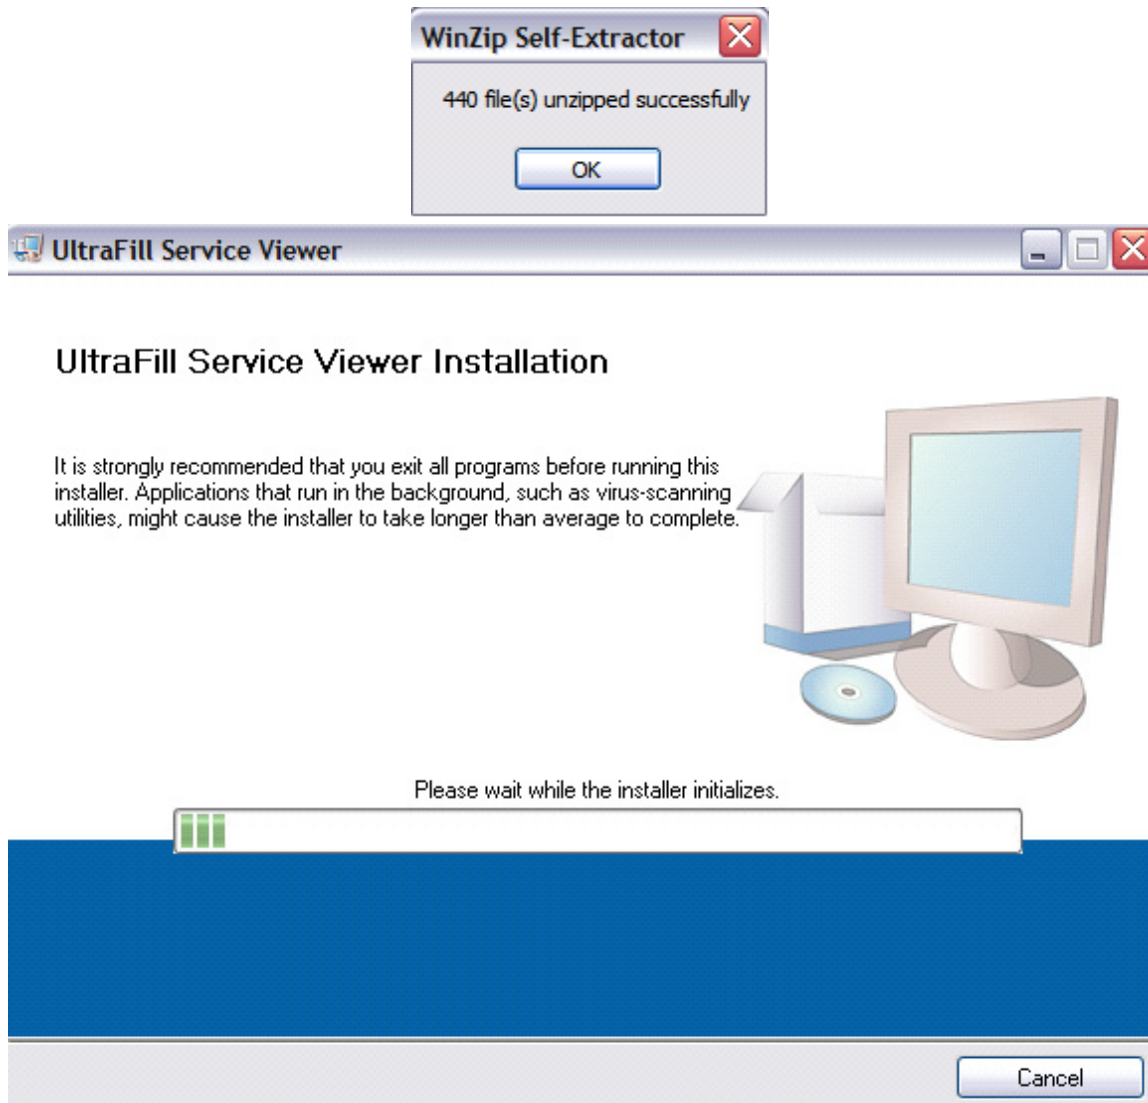 WinZip Self-Extractor
440 file(s) unzipped successfully
OK
UltraFill Service Viewer
UltraFill Service Viewer Installation
It is strongly recommended that you exit all programs before running this
installer. Applications that run in the background, such as virus-scanning
utilities, might cause the installer to take longer than average to complete.
Please wait while the installer initializes.
Cancel